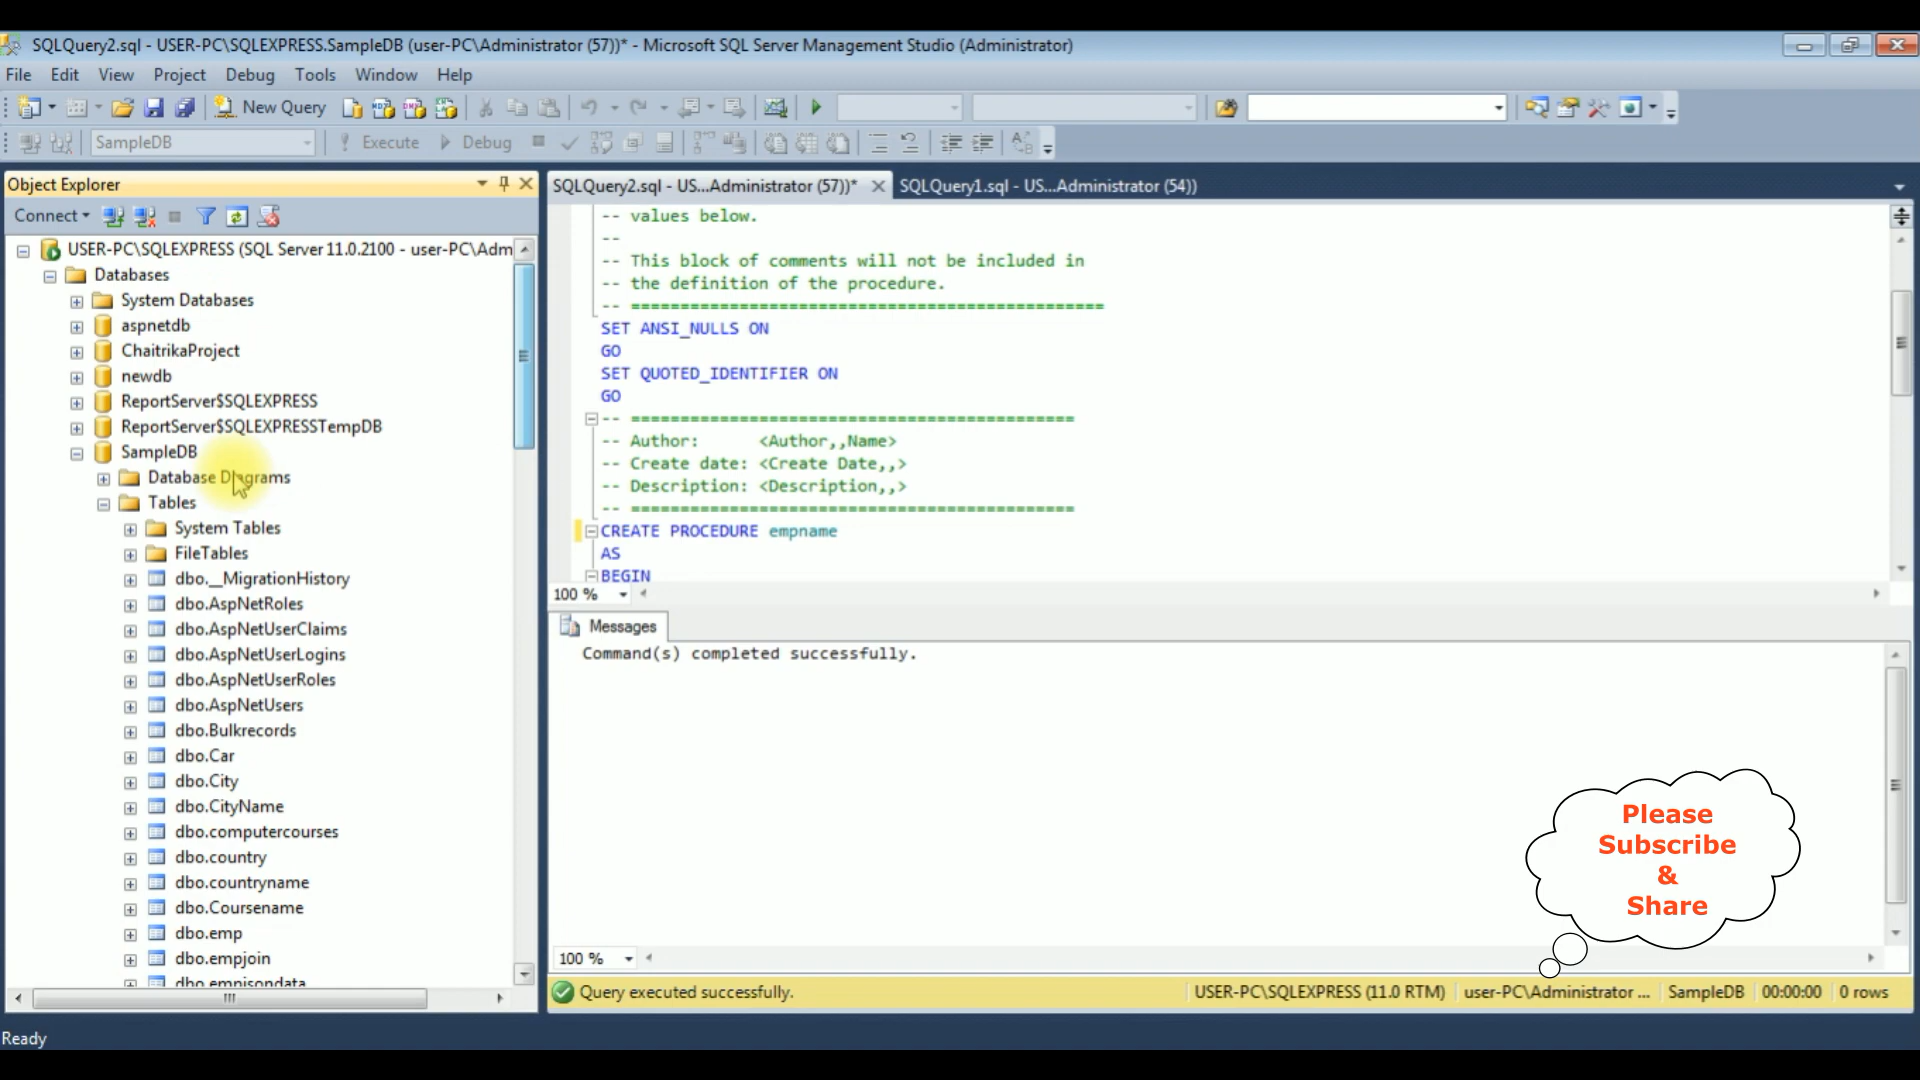 SQLQuery2.sql - USER-PC\SQLEXPRESS.SampleDB (user-PC\Administrator (57))* - Microsoft SQL Server Management Studio (Administrator)
File Edit View Project Debug Tools Window Help
New Query
SampleDB Execute Debug
Object Explorer
Connect
USER-PC\SQLEXPRESS (SQL Server 11.0.2100 - user-PC\Adm
Databases
System Databases
aspnetdb
ChaitrikaProject
newdb
ReportServer$SQLEXPRESS
ReportServer$SQLEXPRESSTempDB
SampleDB
Database Diagrams
Tables
System Tables
FileTables
dbo.__MigrationHistory
dbo.AspNetRoles
dbo.AspNetUserClaims
dbo.AspNetUserLogins
dbo.AspNetUserRoles
dbo.AspNetUsers
dbo.Bulkrecords
dbo.Car
dbo.City
dbo.CityName
dbo.computercourses
dbo.country
dbo.countryname
dbo.Coursename
dbo.emp
dbo.empjoin
dbo.empjsondata
SQLQuery2.sql - US...Administrator (57))* SQLQuery1.sql - US...Administrator (54))
-- values below.
--
-- This block of comments will not be included in
-- the definition of the procedure.
-- ================================================
SET ANSI_NULLS ON
GO
SET QUOTED_IDENTIFIER ON
GO
-- =============================================
-- Author: <Author,,Name>
-- Create date: <Create Date,,>
-- Description: <Description,,>
-- =============================================
CREATE PROCEDURE empname
AS
BEGIN
100 %
Messages
Command(s) completed successfully.
Please
Subscribe
&
Share
100 %
Query executed successfully. USER-PC\SQLEXPRESS (11.0 RTM) user-PC\Administrator ... SampleDB 00:00:00 0 rows
Ready